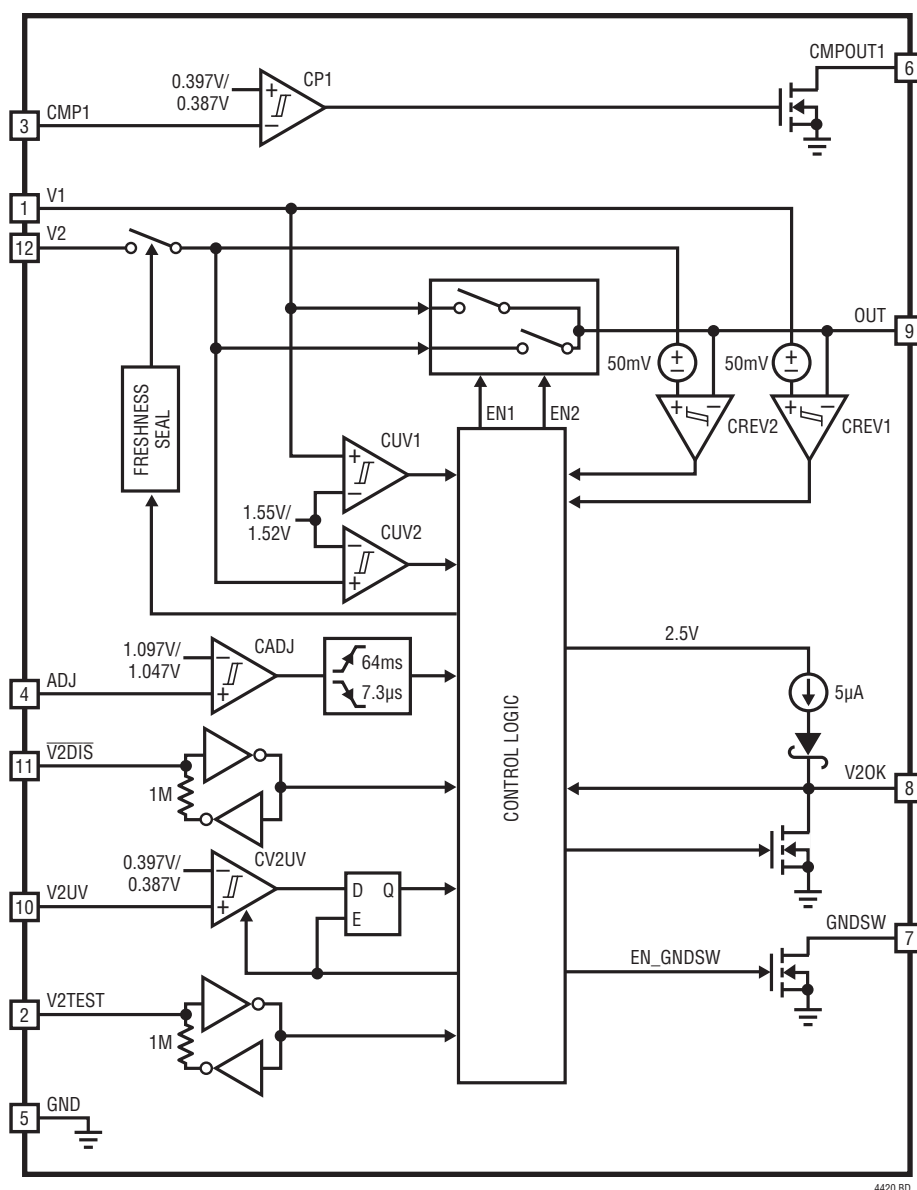 CMPOUT1
6
0.397V/
0.387V
CP1
+
−
3
CMP1
1
V1
12
V2
OUT
9
50mV
+
−
50mV
+
−
+
−
+
−
CREV2
CREV1
EN1
EN2
FRESHNESS
SEAL
CUV1
+
−
1.55V/
1.52V
CUV2
−
+
1.097V/
1.047V
CADJ
−
+
64ms
7.3µs
4
ADJ
2.5V
5µA
CONTROL LOGIC
11
V2DIS
1M
V2OK
8
0.397V/
0.387V
CV2UV
−
+
D
Q
E
10
V2UV
GNDSW
7
EN_GNDSW
2
V2TEST
1M
5
GND
4420 BD